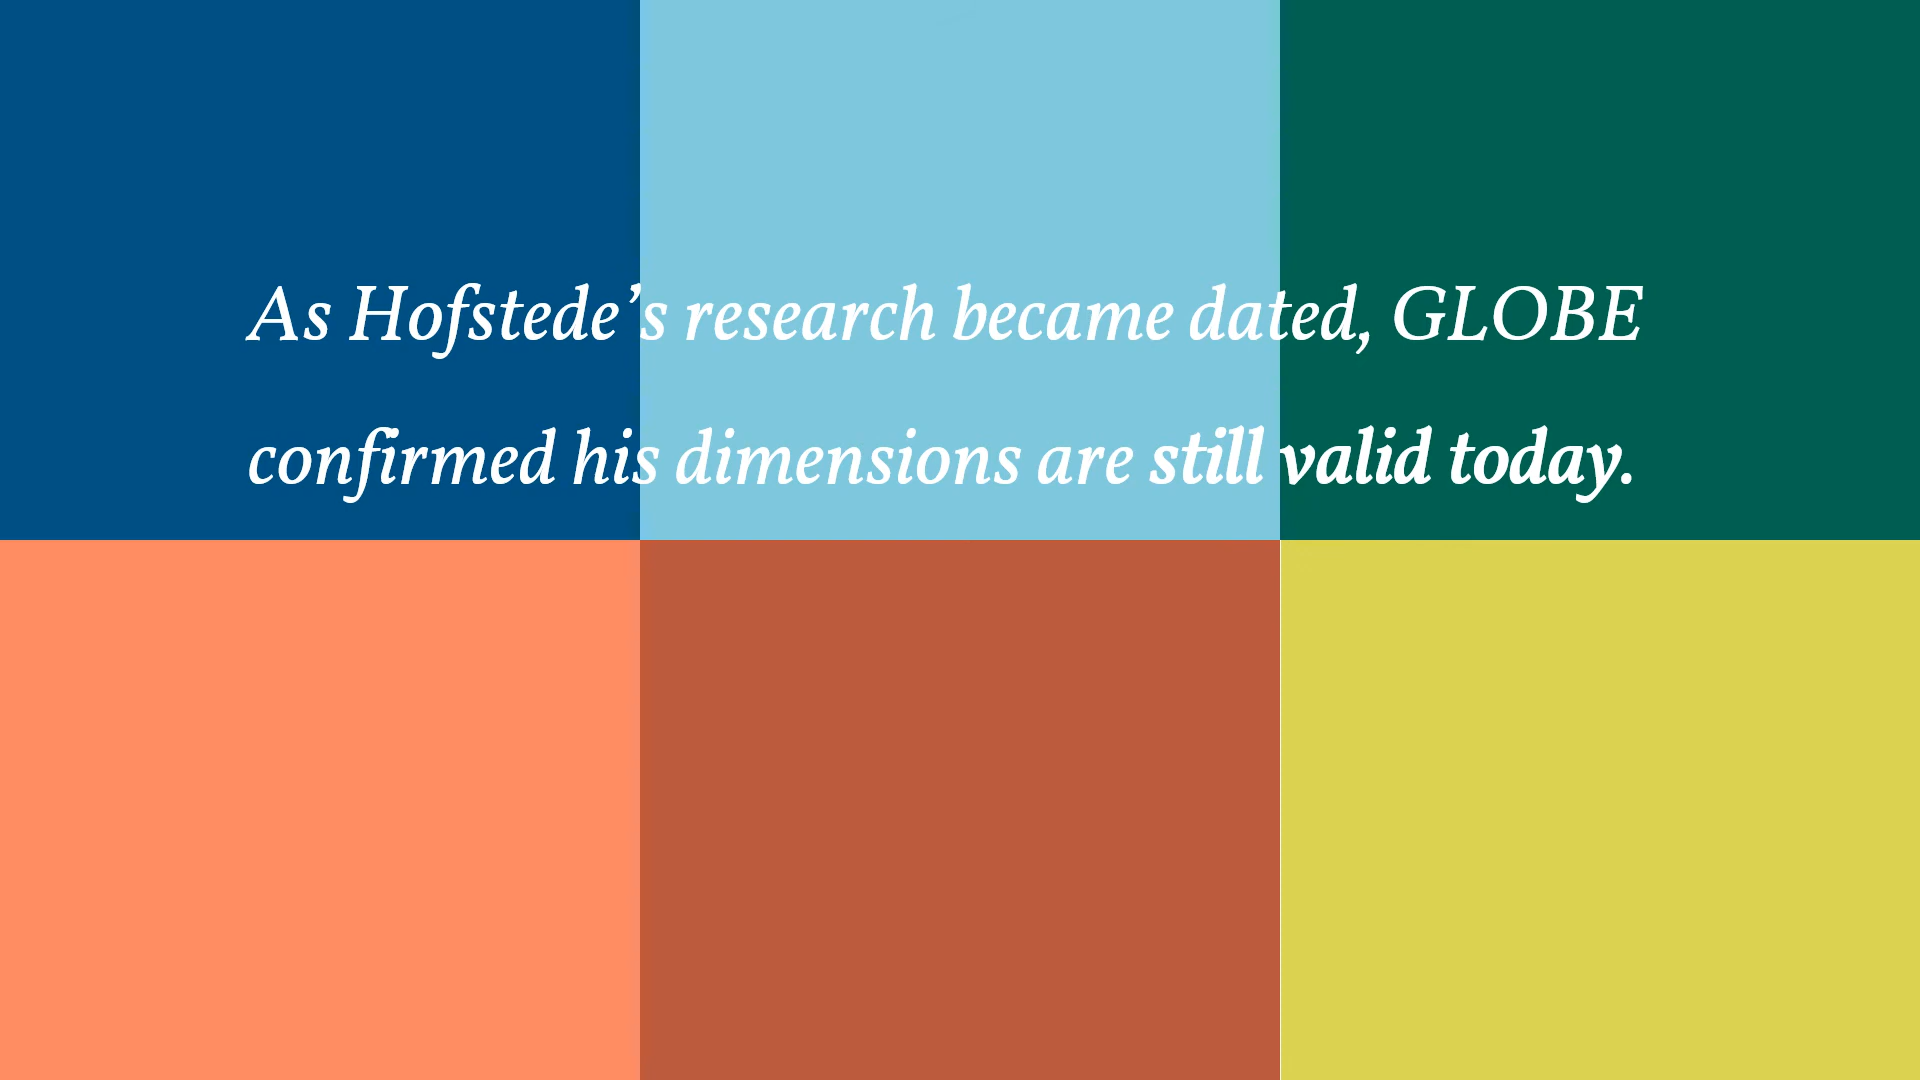 As Hofstede’s research became dated, GLOBE
confirmed his dimensions are still valid today.